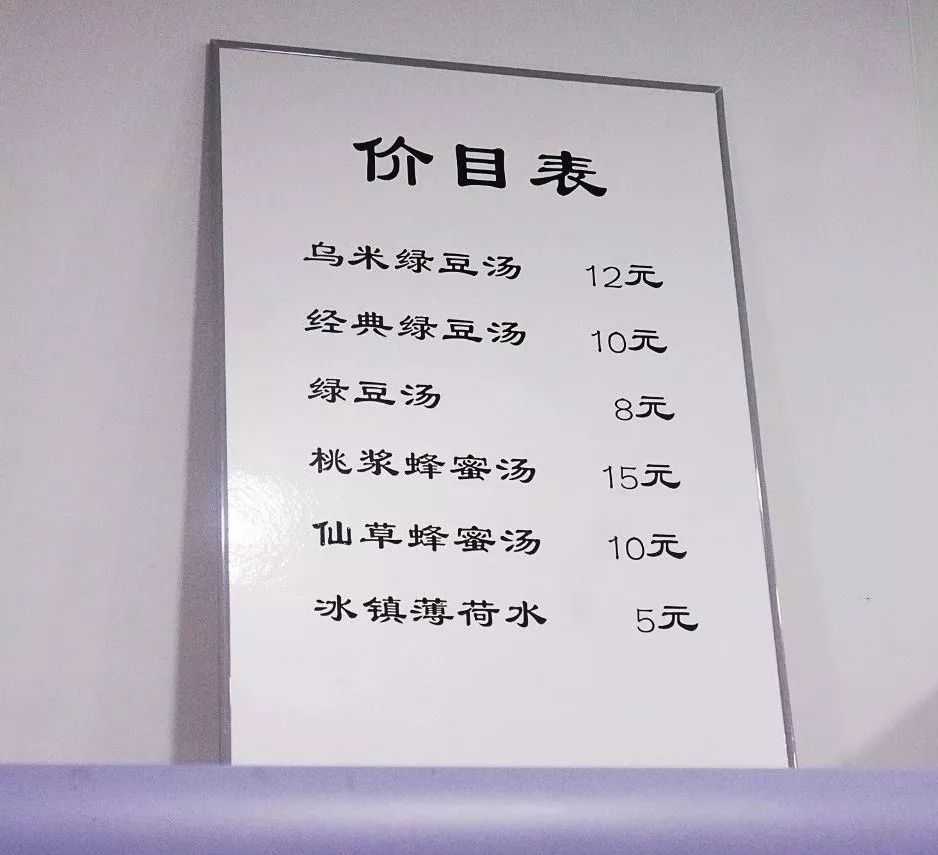 价目表
乌米绿豆汤 12元
经典绿豆汤 10元
绿豆汤 8元
桃浆蜂蜜汤 15元
仙草蜂蜜汤 10元
冰镇薄荷水 5元